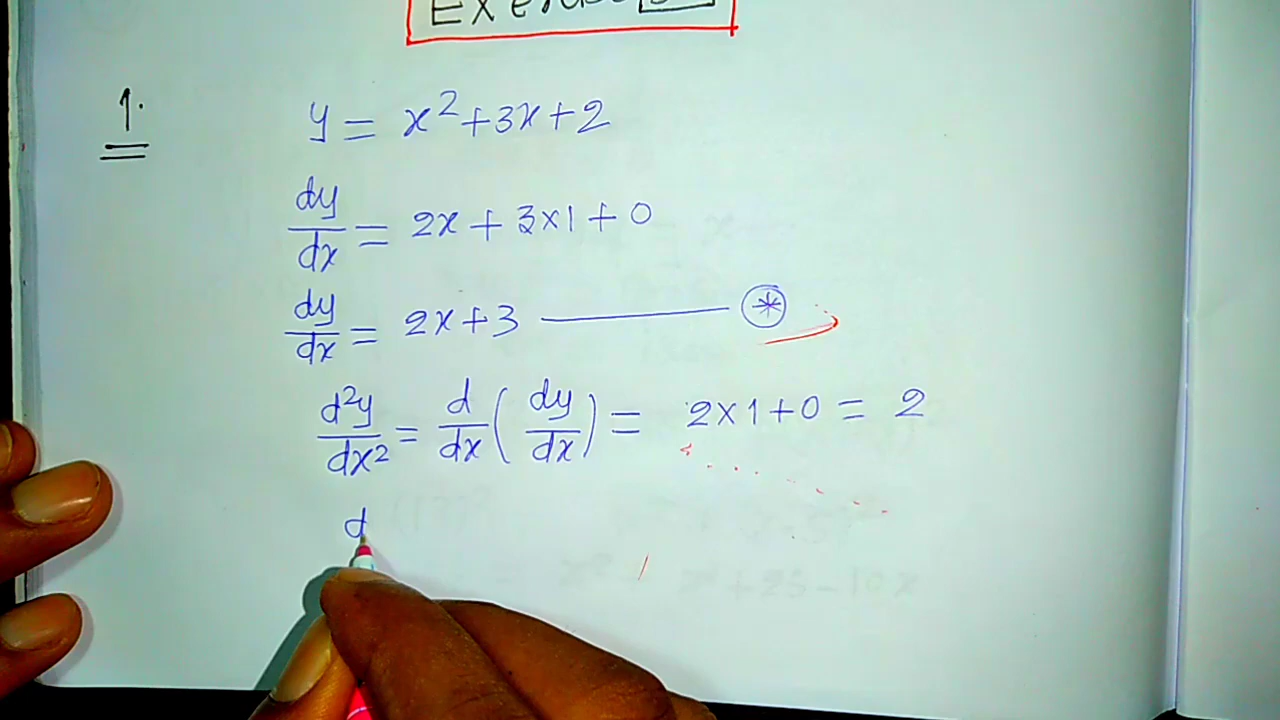 1.
y = x² + 3x + 2
dy/dx = 2x + 3×1 + 0
dy/dx = 2x + 3 ——— ⊛
d²y/dx² = d/dx (dy/dx) = 2×1 + 0 = 2
d